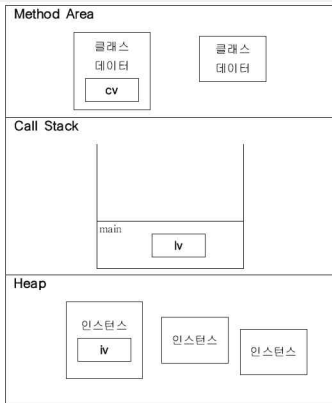 Method Area
클래스
데이터
cv
클래스
데이터
Call Stack
main
lv
Heap
인스턴스
iv
인스턴스
인스턴스